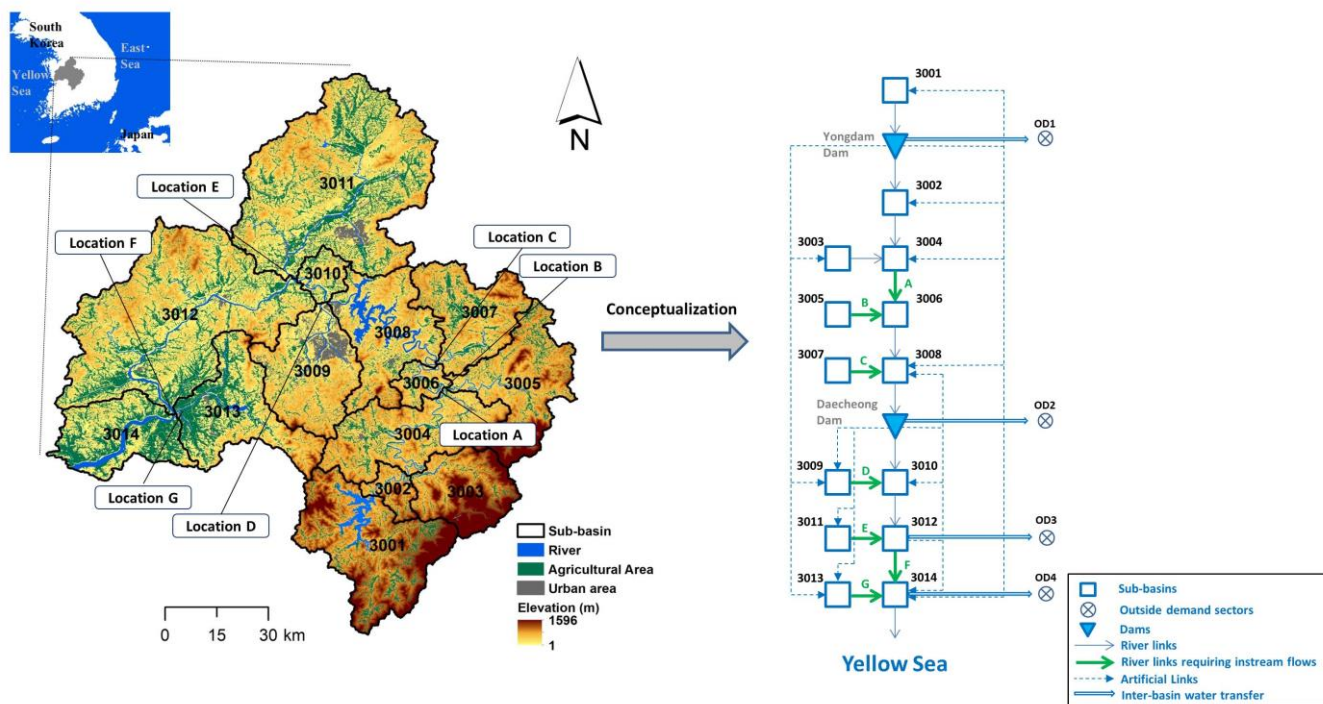 South
Korea
East-
Sea
Yellow
Sea
Japan
N
Location E
Location F
Location C
Location B
3011
3010
3012
3008
3007
3009
3006
3005
3013
3004
3014
Location A
3002
3003
3001
Location G
Location D
Sub-basin
River
Agricultural Area
Urban area
Elevation (m)
1596
1
0 15 30 km
Conceptualization
3001
Yongdam
Dam
OD1
3002
3003
3004
A
3005
B
3006
3007
C
3008
Daecheong
Dam
OD2
3009
D
3010
3011
E
3012
OD3
F
3013
G
3014
OD4
Yellow Sea
Sub-basins
Outside demand sectors
Dams
River links
River links requiring instream flows
Artificial Links
Inter-basin water transfer